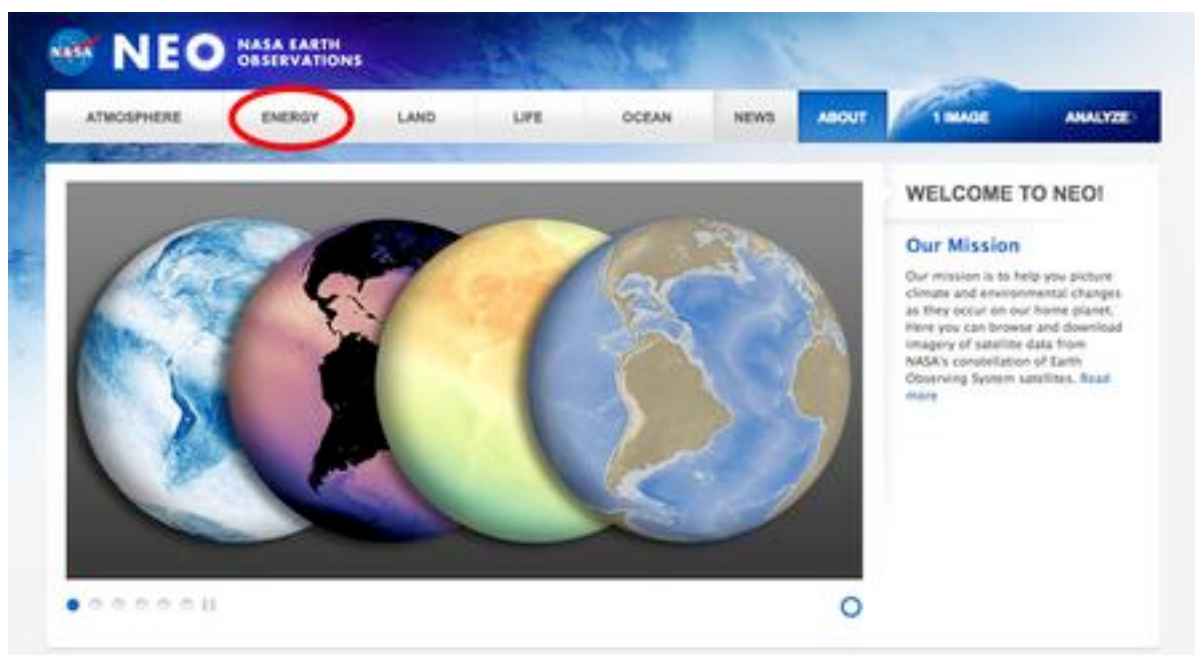 NASA NEO NASA EARTH
OBSERVATIONS
ATMOSPHERE ENERGY LAND LIFE OCEAN NEWS ABOUT 1 IMAGE ANALYZE
WELCOME TO NEO!
Our Mission
Our mission is to help you picture
climate and environmental changes
as they occur on our home planet.
Here you can browse and download
imagery of satellite data from
NASA's constellation of Earth
Observing System satellites. Read
more